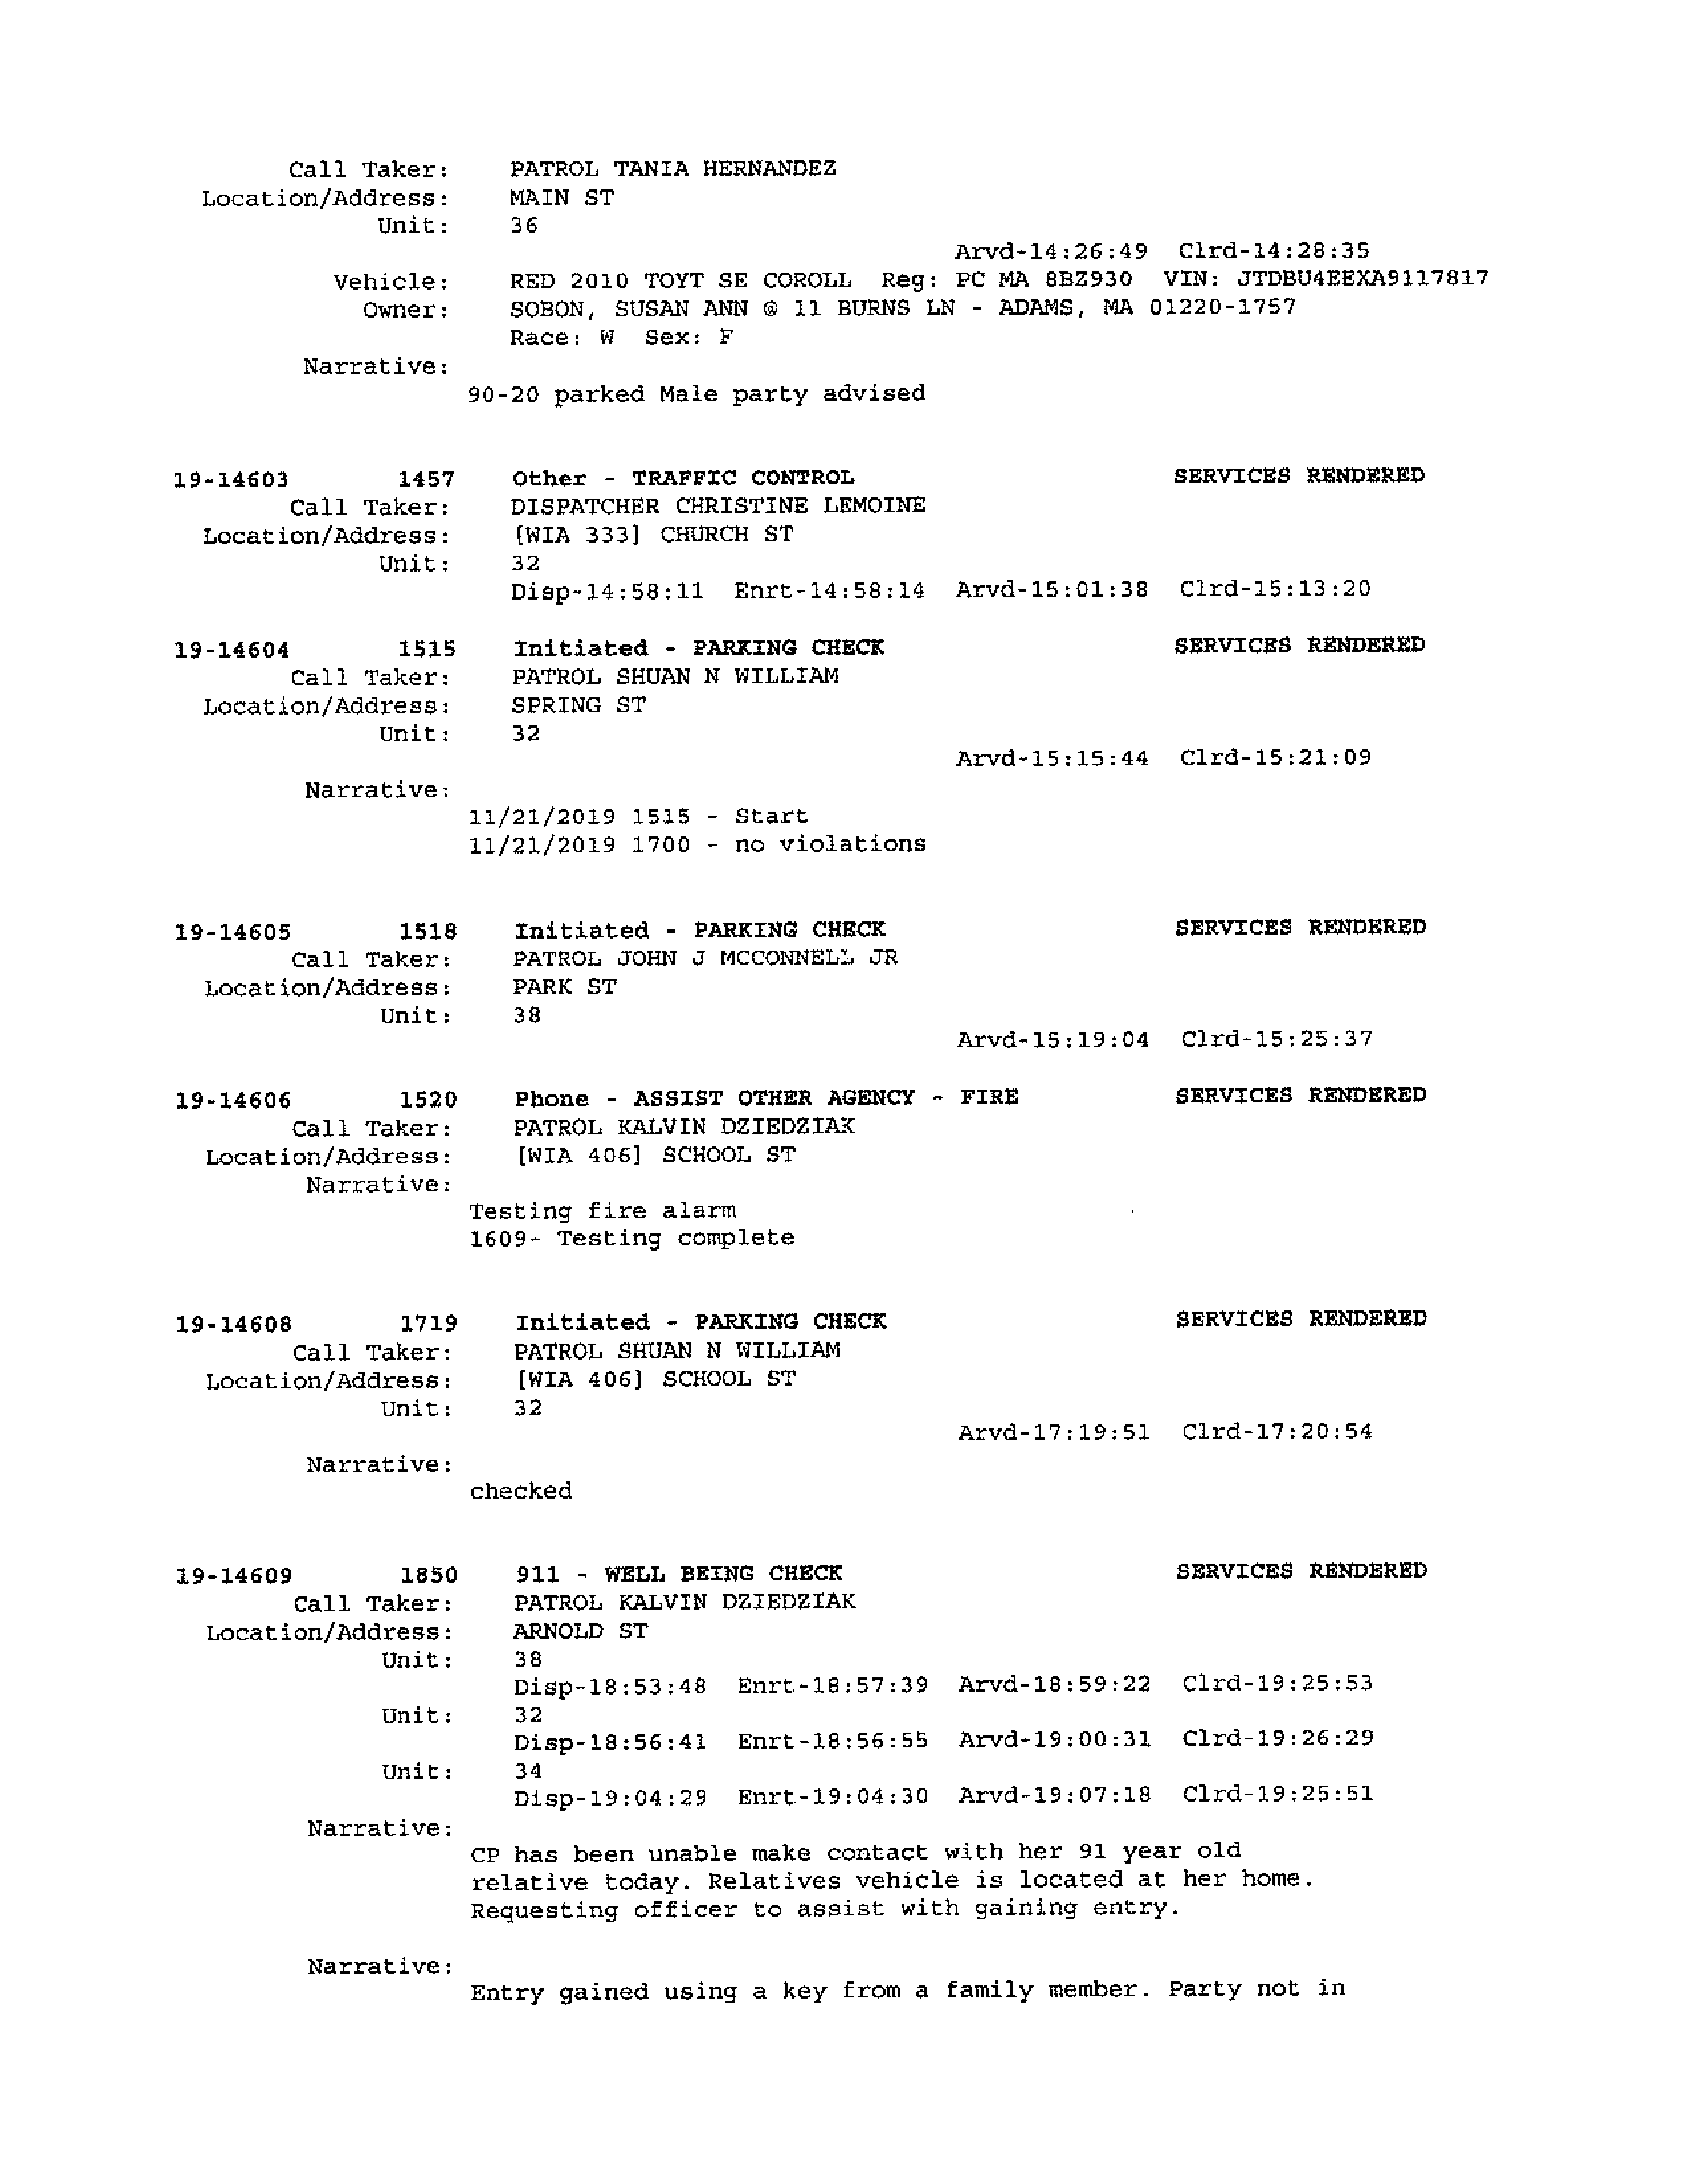 Call Taker: PATROL TANIA HERNANDEZ
Location/Address: MAIN ST
Unit: 36
Arvd-14:26:49 Clrd-14:28:35
Vehicle: RED 2010 TOYT SE COROLL Reg: PC MA 8BZ930 VIN: JTDBU4EEXA9117817
Owner: SOBON, SUSAN ANN @ 11 BURNS LN - ADAMS, MA 01220-1757
Race: W Sex: F
Narrative:
90-20 parked Male party advised
19-14603 1457 Other - TRAFFIC CONTROL SERVICES RENDERED
Call Taker: DISPATCHER CHRISTINE LEMOINE
Location/Address: [WIA 333] CHURCH ST
Unit: 32
Disp-14:58:11 Enrt-14:58:14 Arvd-15:01:38 Clrd-15:13:20
19-14604 1515 Initiated - PARKING CHECK SERVICES RENDERED
Call Taker: PATROL SHUAN N WILLIAM
Location/Address: SPRING ST
Unit: 32
Arvd-15:15:44 Clrd-15:21:09
Narrative:
11/21/2019 1515 - Start
11/21/2019 1700 - no violations
19-14605 1518 Initiated - PARKING CHECK SERVICES RENDERED
Call Taker: PATROL JOHN J MCCONNELL JR
Location/Address: PARK ST
Unit: 38
Arvd-15:19:04 Clrd-15:25:37
19-14606 1520 Phone - ASSIST OTHER AGENCY - FIRE SERVICES RENDERED
Call Taker: PATROL KALVIN DZIEDZIAK
Location/Address: [WIA 406] SCHOOL ST
Narrative:
Testing fire alarm
1609- Testing complete
19-14608 1719 Initiated - PARKING CHECK SERVICES RENDERED
Call Taker: PATROL SHUAN N WILLIAM
Location/Address: [WIA 406] SCHOOL ST
Unit: 32
Arvd-17:19:51 Clrd-17:20:54
Narrative:
checked
19-14609 1850 911 - WELL BEING CHECK SERVICES RENDERED
Call Taker: PATROL KALVIN DZIEDZIAK
Location/Address: ARNOLD ST
Unit: 38
Disp-18:53:48 Enrt-18:57:39 Arvd-18:59:22 Clrd-19:25:53
Unit: 32
Disp-18:56:41 Enrt-18:56:55 Arvd-19:00:31 Clrd-19:26:29
Unit: 34
Disp-19:04:29 Enrt-19:04:30 Arvd-19:07:18 Clrd-19:25:51
Narrative:
CP has been unable make contact with her 91 year old
relative today. Relatives vehicle is located at her home.
Requesting officer to assist with gaining entry.
Narrative:
Entry gained using a key from a family member. Party not in